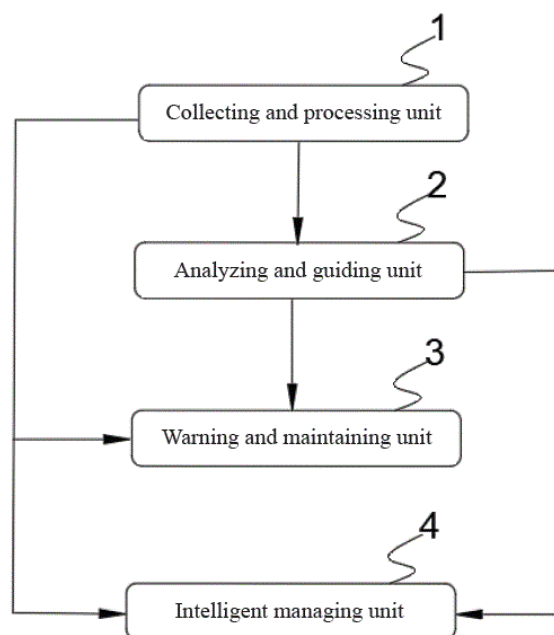 1
Collecting and processing unit
2
Analyzing and guiding unit
3
Warning and maintaining unit
4
Intelligent managing unit